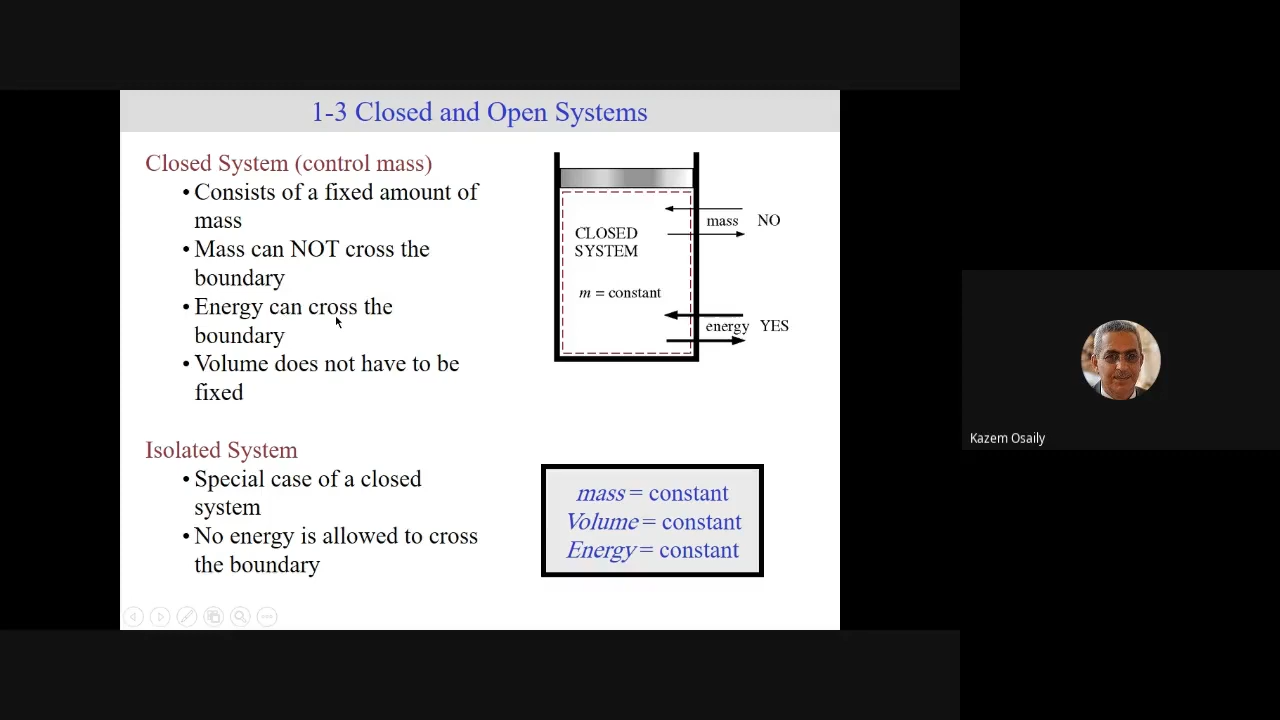 1-3 Closed and Open Systems
Closed System (control mass)
• Consists of a fixed amount of
mass
• Mass can NOT cross the
boundary
• Energy can cross the
boundary
• Volume does not have to be
fixed
CLOSED
SYSTEM
m = constant
mass NO
energy YES
Isolated System
• Special case of a closed
system
• No energy is allowed to cross
the boundary
mass = constant
Volume = constant
Energy = constant
Kazem Osaily